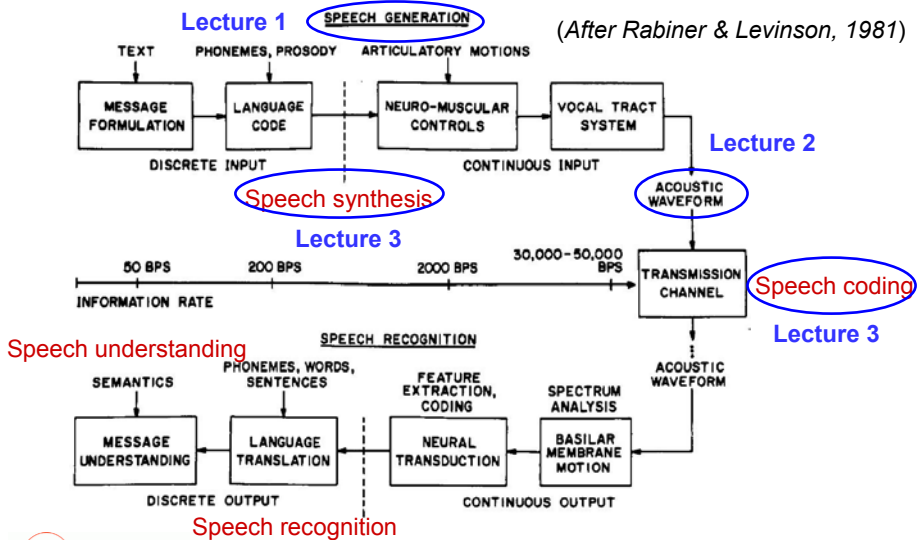 Lecture 1
SPEECH GENERATION
(After Rabiner & Levinson, 1981)
TEXT
PHONEMES, PROSODY
ARTICULATORY MOTIONS
MESSAGE
FORMULATION
LANGUAGE
CODE
NEURO-MUSCULAR
CONTROLS
VOCAL TRACT
SYSTEM
DISCRETE INPUT
CONTINUOUS INPUT
Lecture 2
Speech synthesis
Lecture 3
ACOUSTIC
WAVEFORM
50 BPS
200 BPS
2000 BPS
30,000-50,000
BPS
INFORMATION RATE
TRANSMISSION
CHANNEL
Speech coding
Lecture 3
Speech understanding
SPEECH RECOGNITION
ACOUSTIC
WAVEFORM
SEMANTICS
PHONEMES, WORDS,
SENTENCES
FEATURE
EXTRACTION,
CODING
SPECTRUM
ANALYSIS
MESSAGE
UNDERSTANDING
LANGUAGE
TRANSLATION
NEURAL
TRANSDUCTION
BASILAR
MEMBRANE
MOTION
DISCRETE OUTPUT
CONTINUOUS OUTPUT
Speech recognition